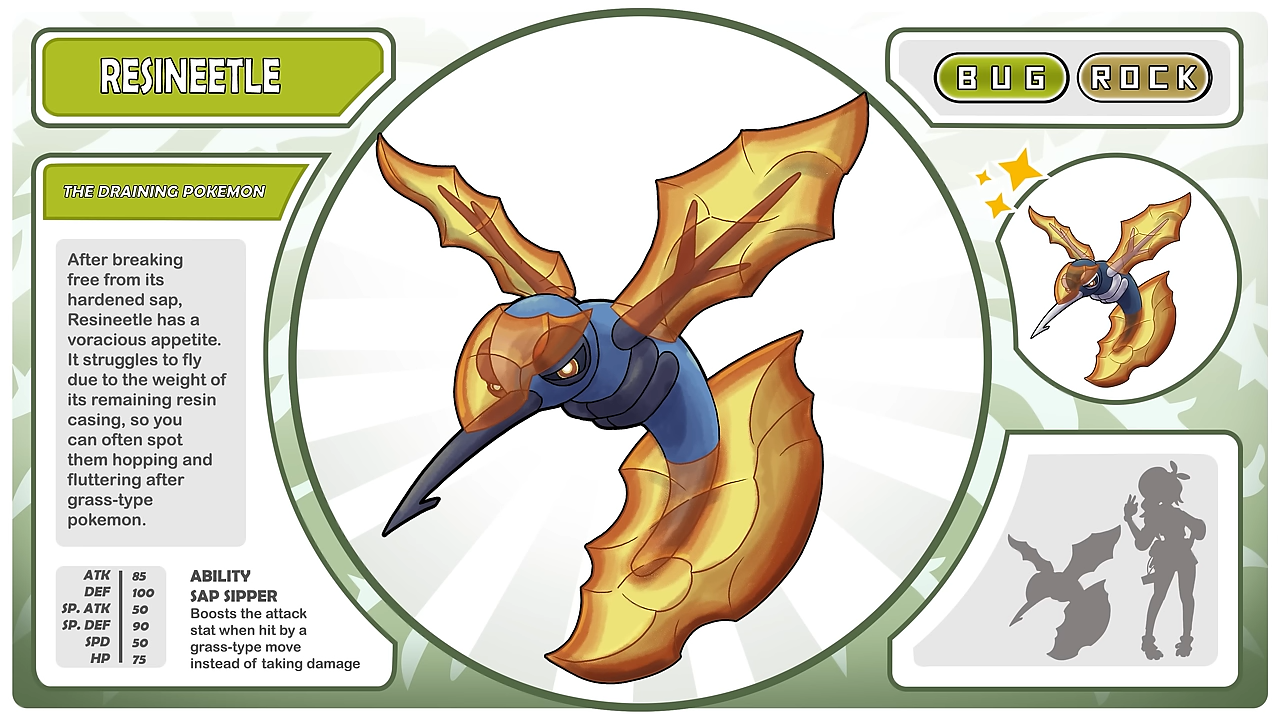 RESINEETLE
BUG ROCK
THE DRAINING POKEMON
After breaking
free from its
hardened sap,
Resineetle has a
voracious appetite.
It struggles to fly
due to the weight of
its remaining resin
casing, so you
can often spot
them hopping and
fluttering after
grass-type
pokemon.
ATK 85
DEF 100
SP. ATK 50
SP. DEF 90
SPD 50
HP 75
ABILITY
SAP SIPPER
Boosts the attack
stat when hit by a
grass-type move
instead of taking damage